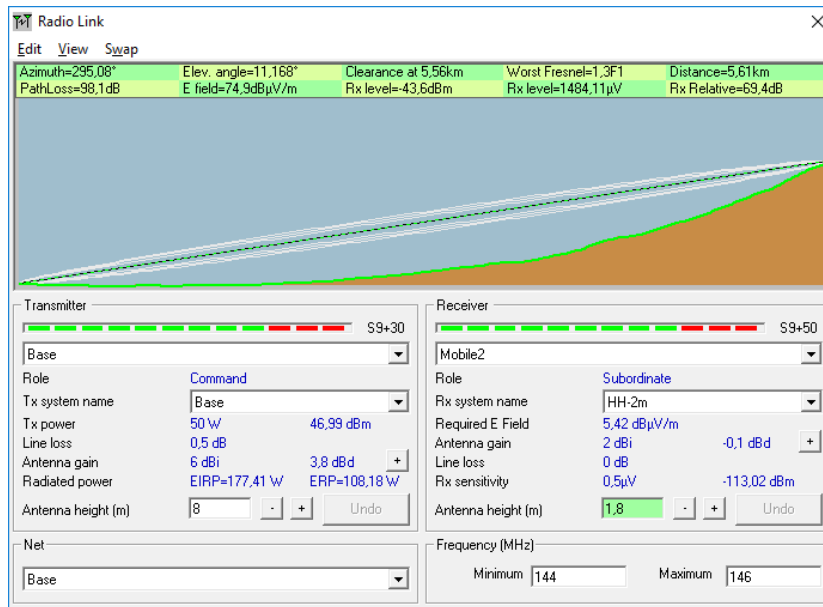 Radio Link
Edit View Swap
Azimuth=295,08° Elev. angle=11,168° Clearance at 5,56km Worst Fresnel=1,3F1 Distance=5,61km
PathLoss=98,1dB E field=74,9dBµV/m Rx level=-43,6dBm Rx level=1484,11µV Rx Relative=69,4dB
Transmitter
S9+30
Base
Role Command
Tx system name Base
Tx power 50 W 46,99 dBm
Line loss 0,5 dB
Antenna gain 6 dBi 3,8 dBd +
Radiated power EIRP=177,41 W ERP=108,18 W
Antenna height (m) 8 - + Undo
Receiver
S9+50
Mobile2
Role Subordinate
Rx system name HH-2m
Required E Field 5,42 dBµV/m
Antenna gain 2 dBi -0,1 dBd +
Line loss 0 dB
Rx sensitivity 0,5µV -113,02 dBm
Antenna height (m) 1,8 - + Undo
Net
Base
Frequency (MHz)
Minimum 144 Maximum 146